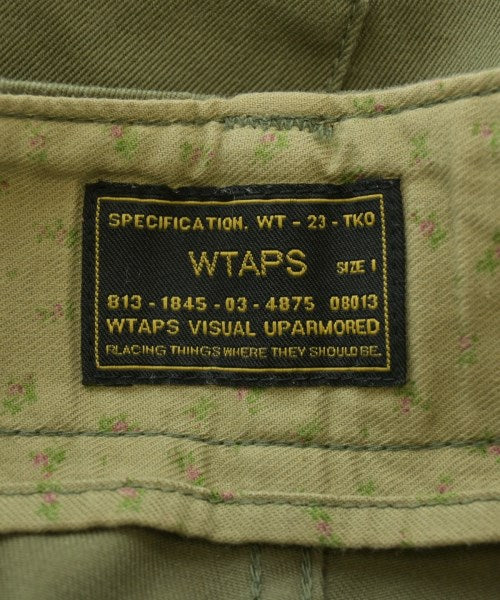 SPECIFICATION. WT - 23 - TKO
WTAPS SIZE 1
813 - 1845 - 03 - 4875 08013
WTAPS VISUAL UPARMORED
PLACING THINGS WHERE THEY SHOULD BE.